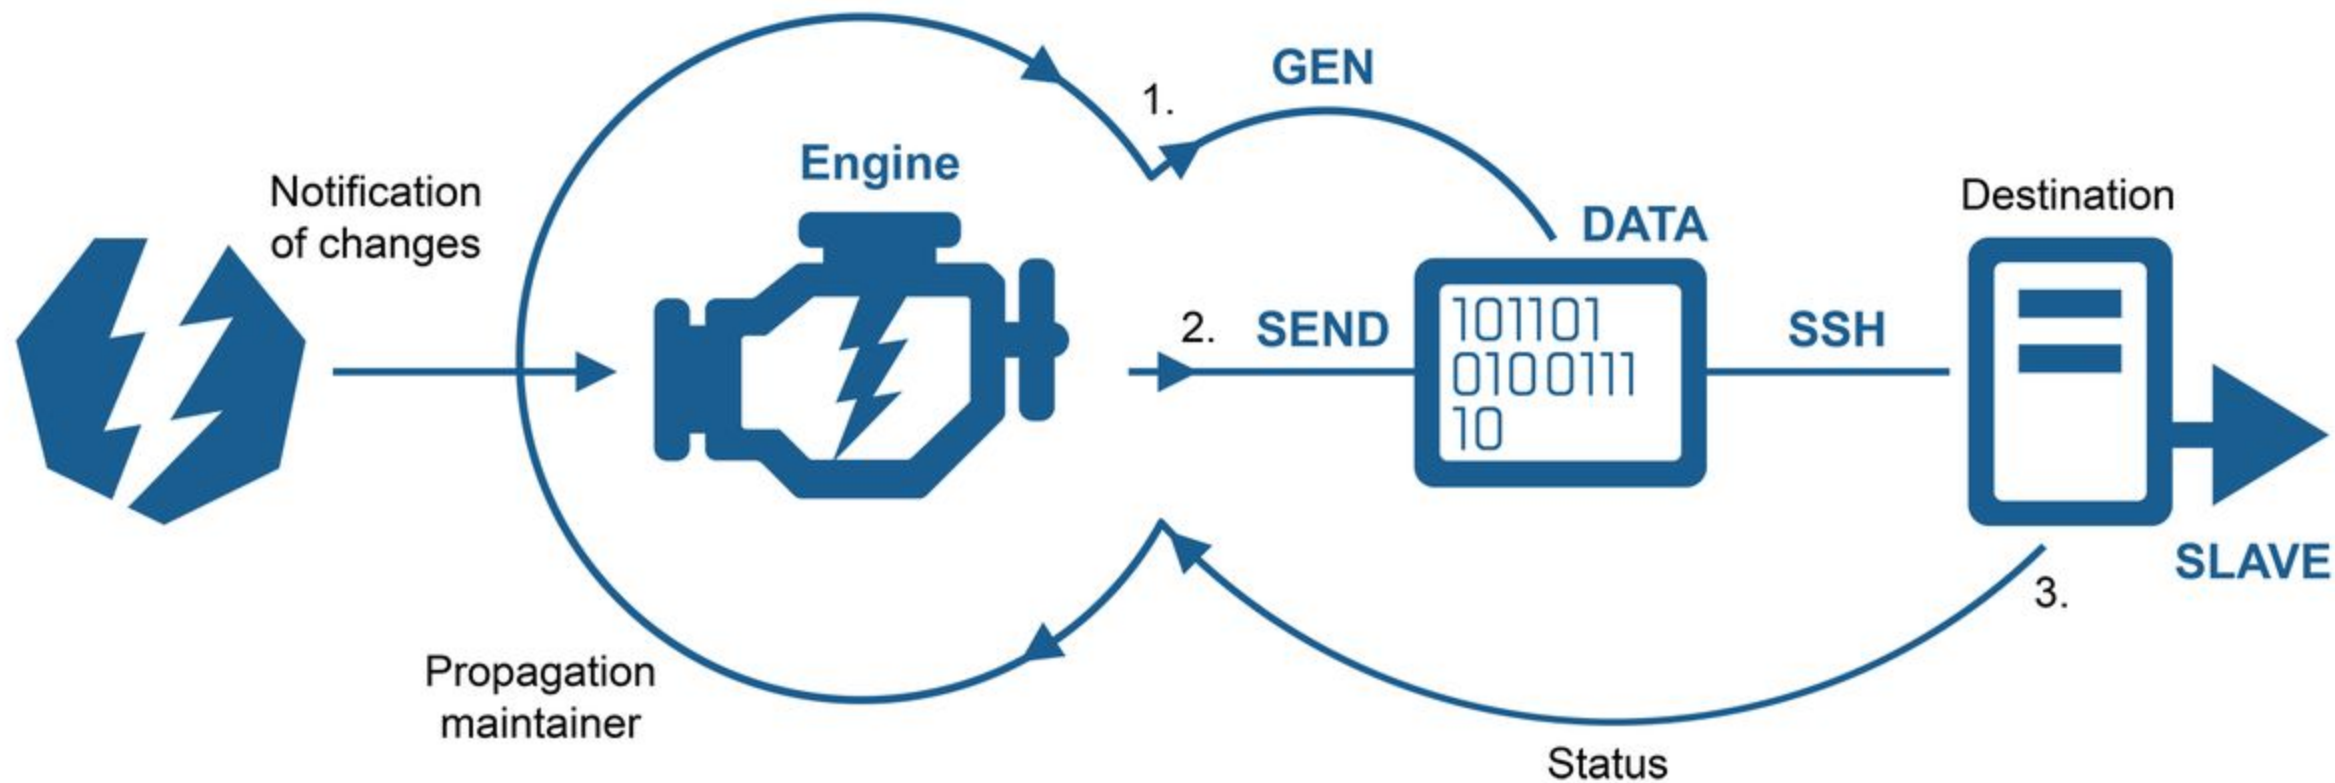 Notification
of changes
Engine
1.
GEN
2.
SEND
DATA
101101
0100111
10
SSH
Destination
SLAVE
3.
Propagation
maintainer
Status